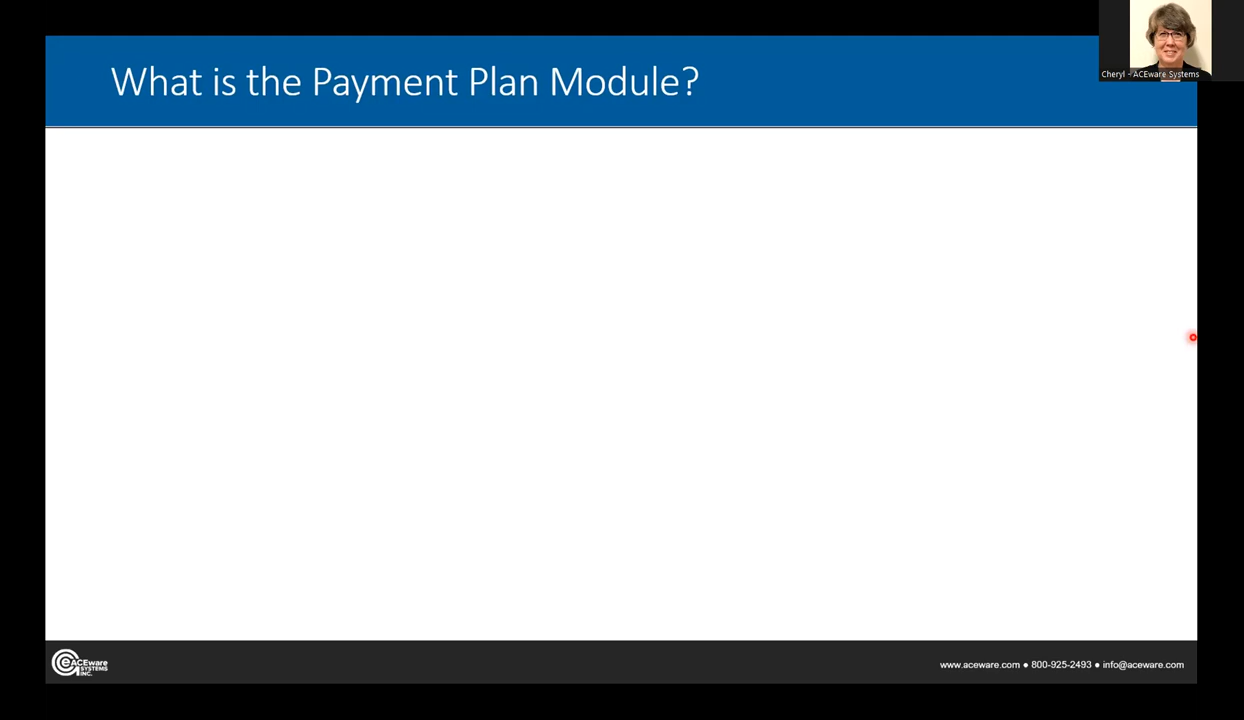 What is the Payment Plan Module?
Cheryl - ACEware Systems
ACEware
SYSTEMS
INC.
www.aceware.com ● 800-925-2493 ● info@aceware.com